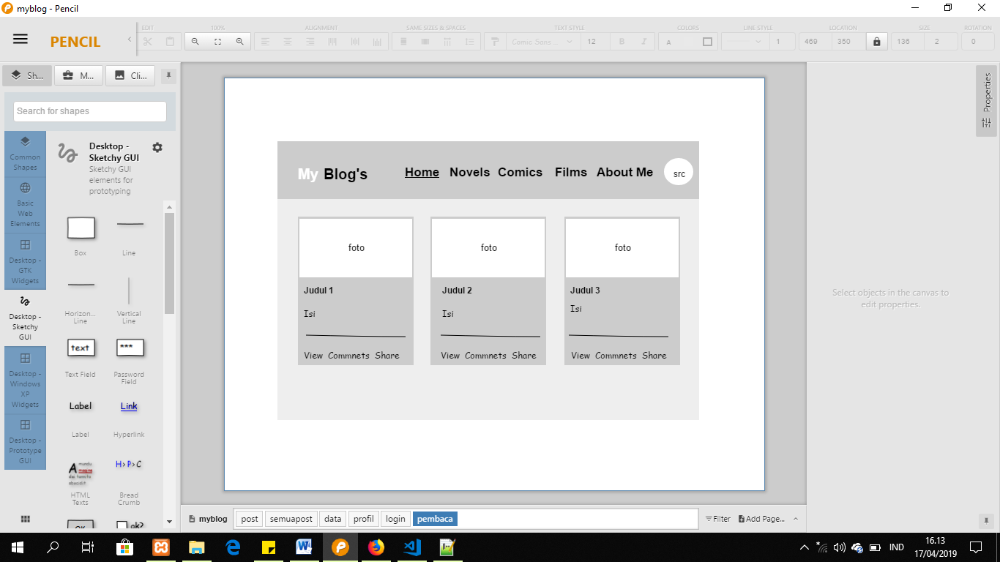 myblog - Pencil
PENCIL
EDIT
100%
ALIGNMENT
SAME SIZES & SPACES
TEXT STYLE
COLORS
LINE STYLE
LOCATION
SIZE
ROTATION
Comic Sans ...
12
B
I
A
1
469
350
136
2
0
Sh...
M...
Cli...
Search for shapes
Common
Shapes
Basic
Web
Elements
Desktop -
GTK
Widgets
Desktop -
Sketchy
GUI
Desktop -
Windows
XP
Widgets
Desktop -
Prototype
GUI
Desktop -
Sketchy GUI
Sketchy GUI
elements for
prototyping
Box
Line
Horizon...
Line
Vertical
Line
text
***
Text Field
Password
Field
Label
Link
Label
Hyperlink
A
H>P>C
HTML
Texts
Bread
Crumb
OK
ok?
My Blog's
Home
Novels
Comics
Films
About Me
src
foto
foto
foto
Judul 1
Judul 2
Judul 3
Isi
Isi
Isi
View Commnets Share
View Commnets Share
View Commnets Share
Properties
Select objects in the canvas to
edit properties.
myblog
post
semuapost
data
profil
login
pembaca
Filter
Add Page...
IND
16.13
17/04/2019